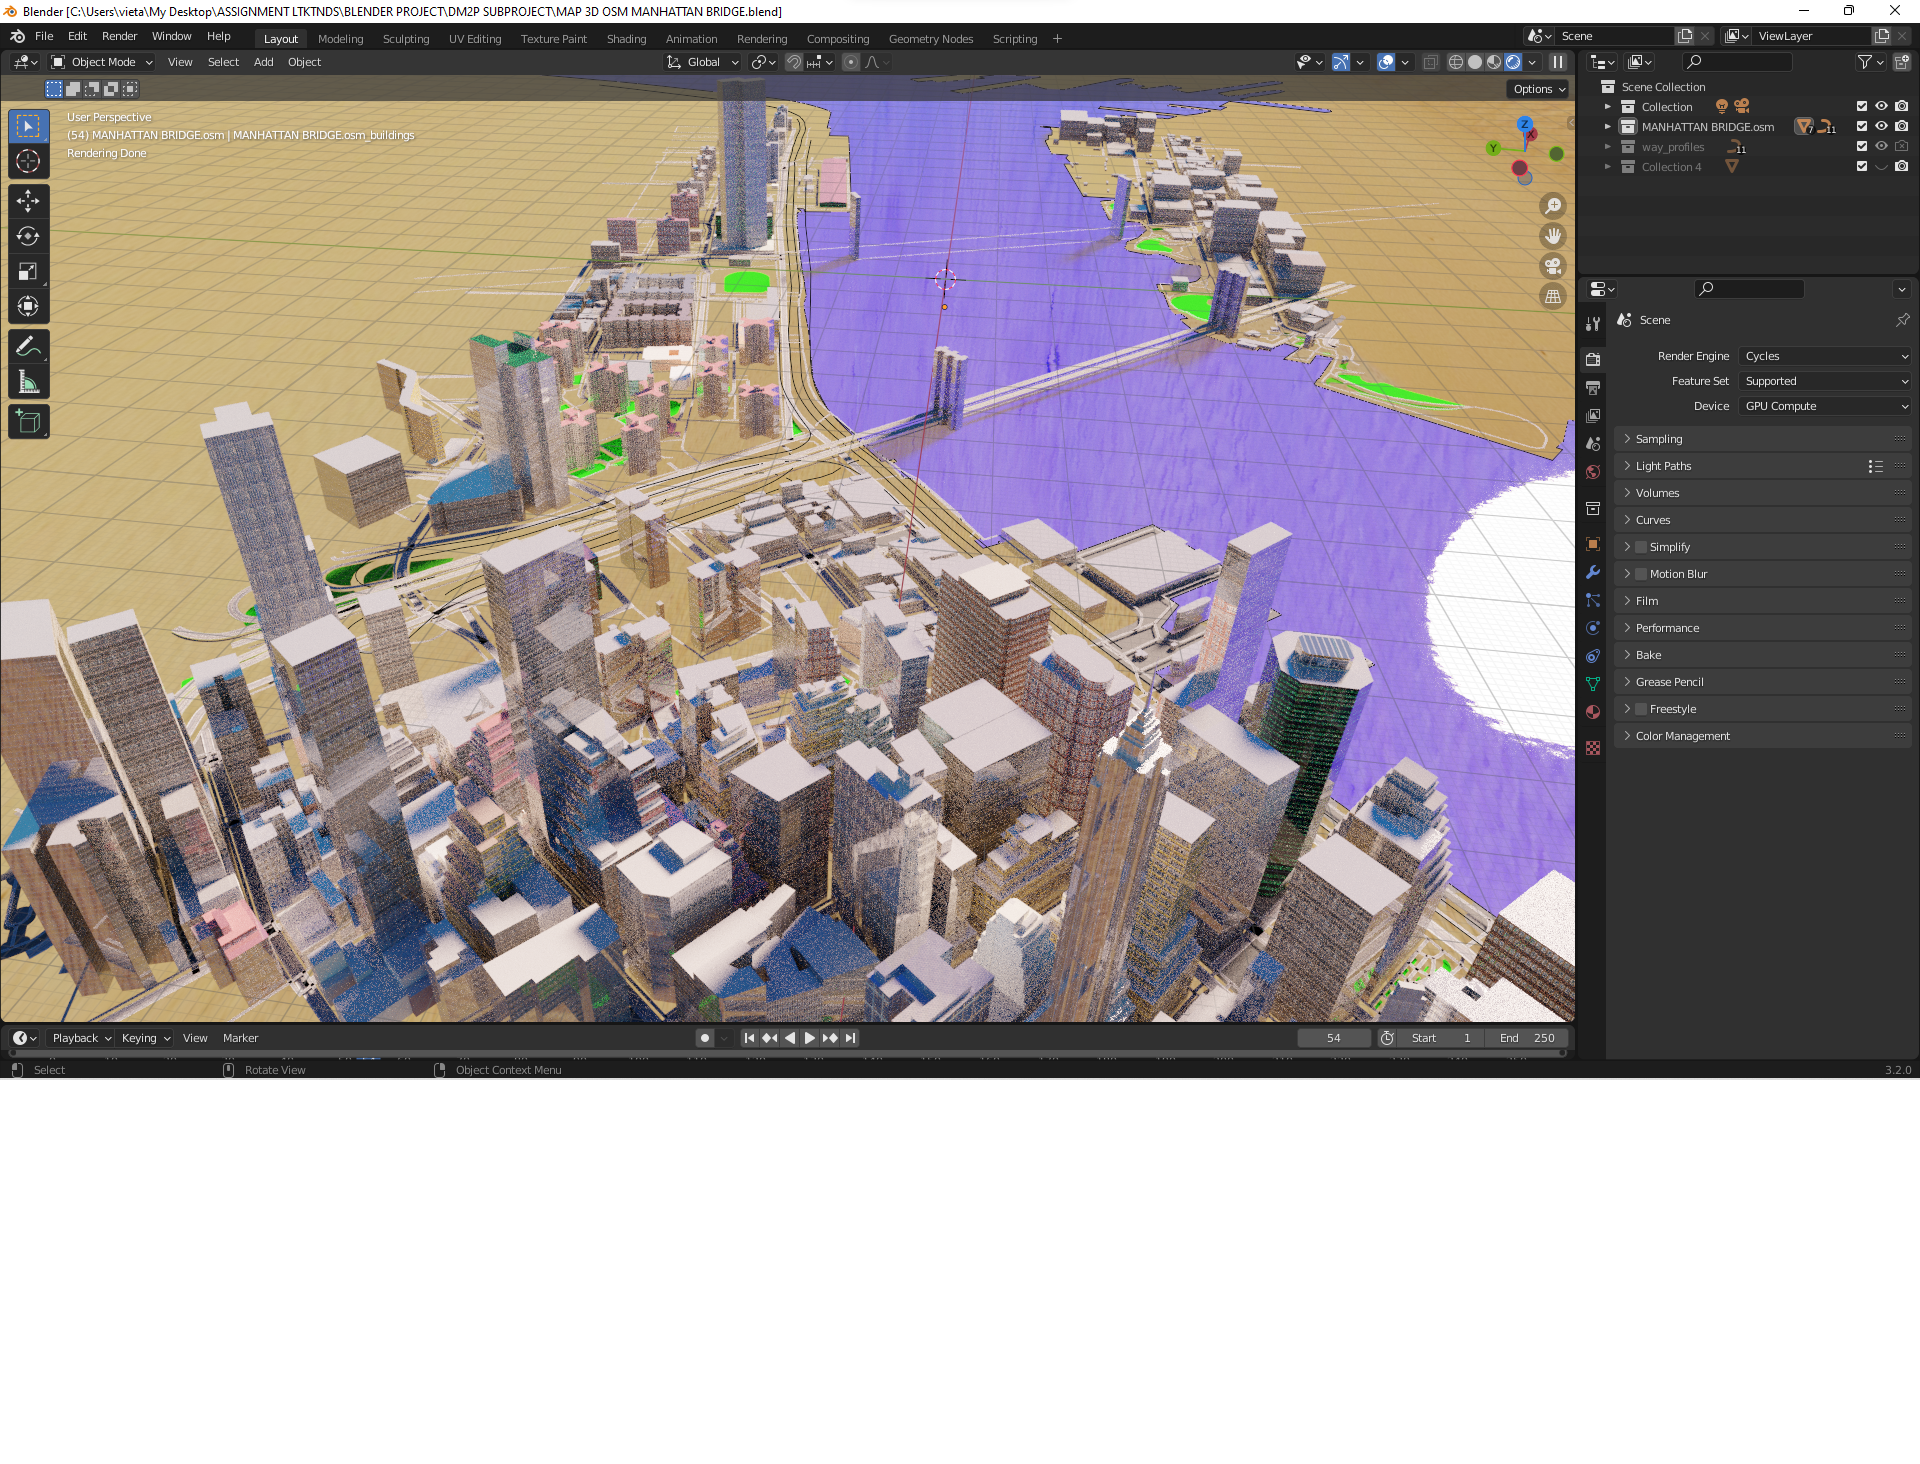 Blender [C:\Users\vieta\My Desktop\ASSIGNMENT LTKTNDS\BLENDER PROJECT\DM2P SUBPROJECT\MAP 3D OSM MANHATTAN BRIDGE.blend]
File Edit Render Window Help Layout Modeling Sculpting UV Editing Texture Paint Shading Animation Rendering Compositing Geometry Nodes Scripting + Scene ViewLayer
Object Mode View Select Add Object Global
Options
User Perspective
(54) MANHATTAN BRIDGE.osm | MANHATTAN BRIDGE.osm_buildings
Rendering Done
Z
X
Y
Scene Collection
Collection
MANHATTAN BRIDGE.osm 7 11
way_profiles 11
Collection 4
Scene
Render Engine Cycles
Feature Set Supported
Device GPU Compute
Sampling
Light Paths
Volumes
Curves
Simplify
Motion Blur
Film
Performance
Bake
Grease Pencil
Freestyle
Color Management
Playback Keying View Marker 54 Start 1 End 250
Select Rotate View Object Context Menu 3.2.0